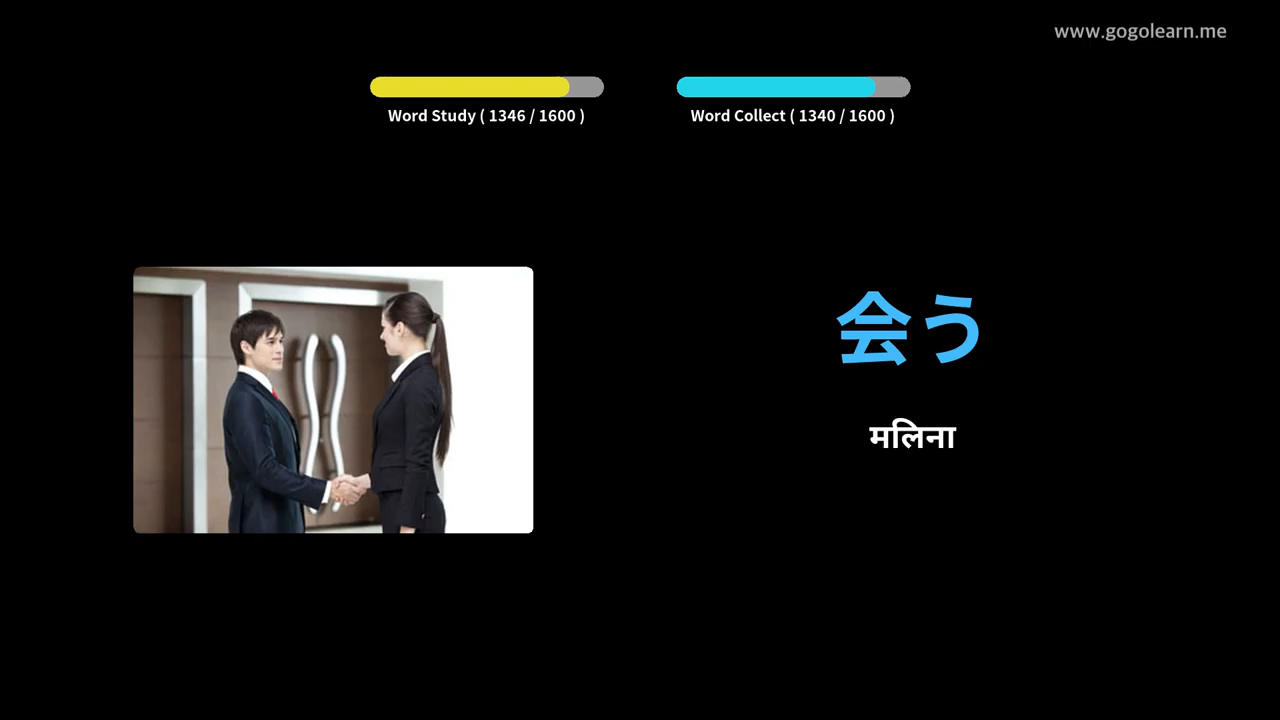 www.gogolearn.me
Word Study ( 1346 / 1600 )
Word Collect ( 1340 / 1600 )
会う
मलिना